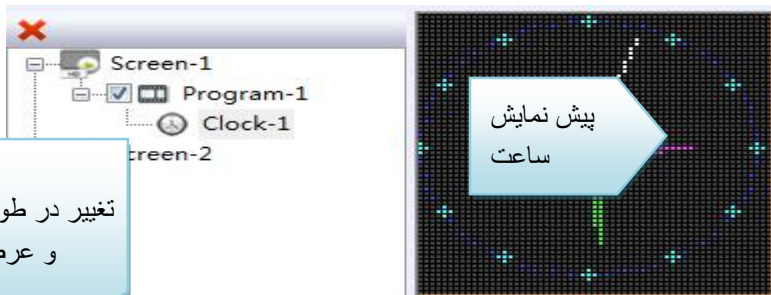 Screen-1
Program-1
Clock-1
creen-2
پیش نمایش
ساعت
تغییر در طو
و عرض